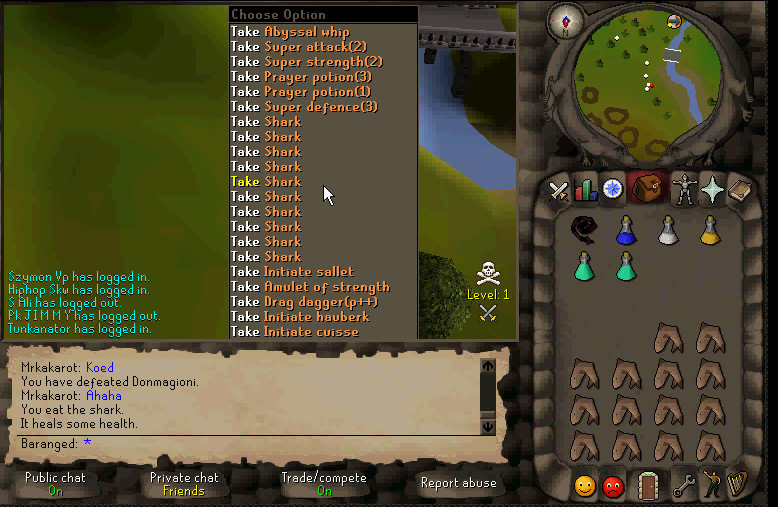 Choose Option
Take Abyssal whip
Take Super attack(2)
Take Super strength(2)
Take Prayer potion(3)
Take Prayer potion(1)
Take Super defence(3)
Take Shark
Take Shark
Take Shark
Take Shark
Take Shark
Take Shark
Take Shark
Take Shark
Take Shark
Take Shark
Take Initiate sallet
Take Amulet of strength
Take Drag dagger(p++)
Take Initiate hauberk
Take Initiate cuisse
Szymon Vp has logged in.
Hiphop Sku has logged in.
S Ali has logged out.
Pk J I M M Y has logged out.
Tunkanator has logged in.
Level: 1
Mrkakarot: Koed
You have defeated Donmagioni.
Mrkakarot: Ahaha
You eat the shark.
It heals some health.
Baranged: *
Public chat
On
Private chat
Friends
Trade/compete
On
Report abuse